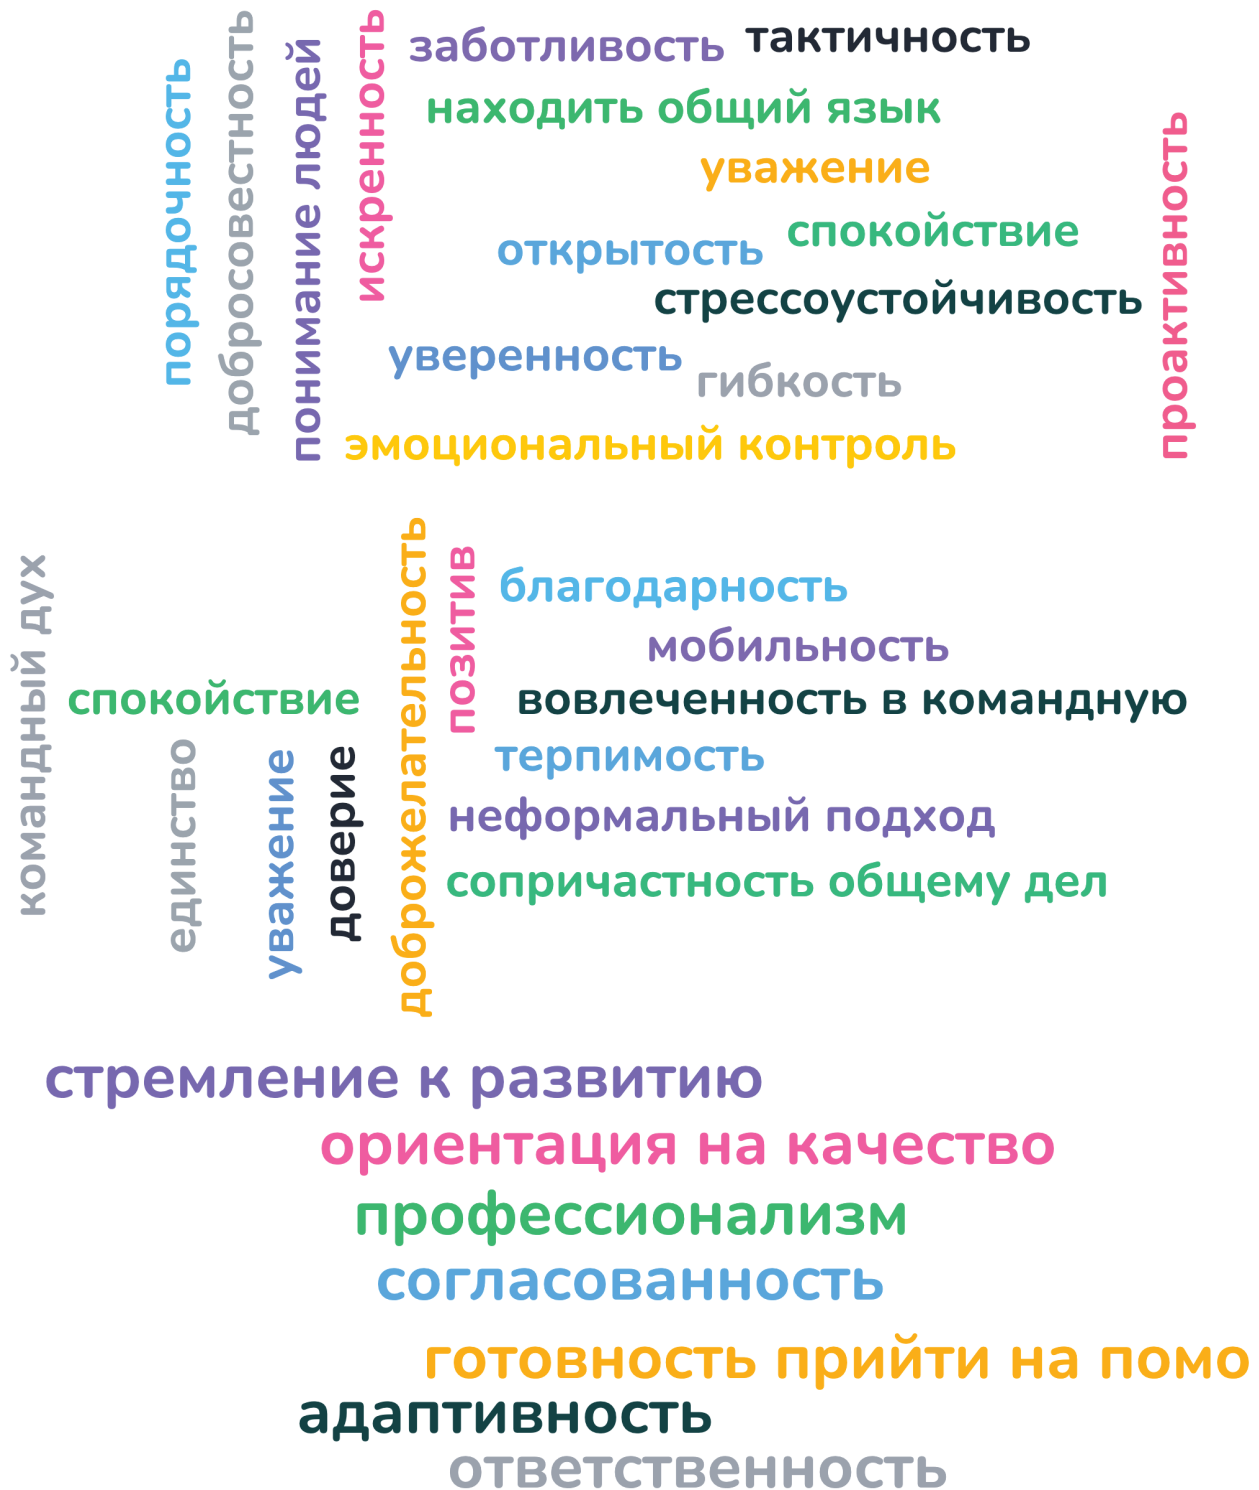 порядочность
добросовестность
понимание людей
искренность
заботливость
тактичность
находить общий язык
уважение
спокойствие
открытость
стрессоустойчивость
проактивность
уверенность
гибкость
эмоциональный контроль
командный дух
спокойствие
единство
уважение
доверие
доброжелательность
позитив
благодарность
мобильность
вовлеченность в командную
терпимость
неформальный подход
сопричастность общему дел
стремление к развитию
ориентация на качество
профессионализм
согласованность
готовность прийти на помо
адаптивность
ответственность